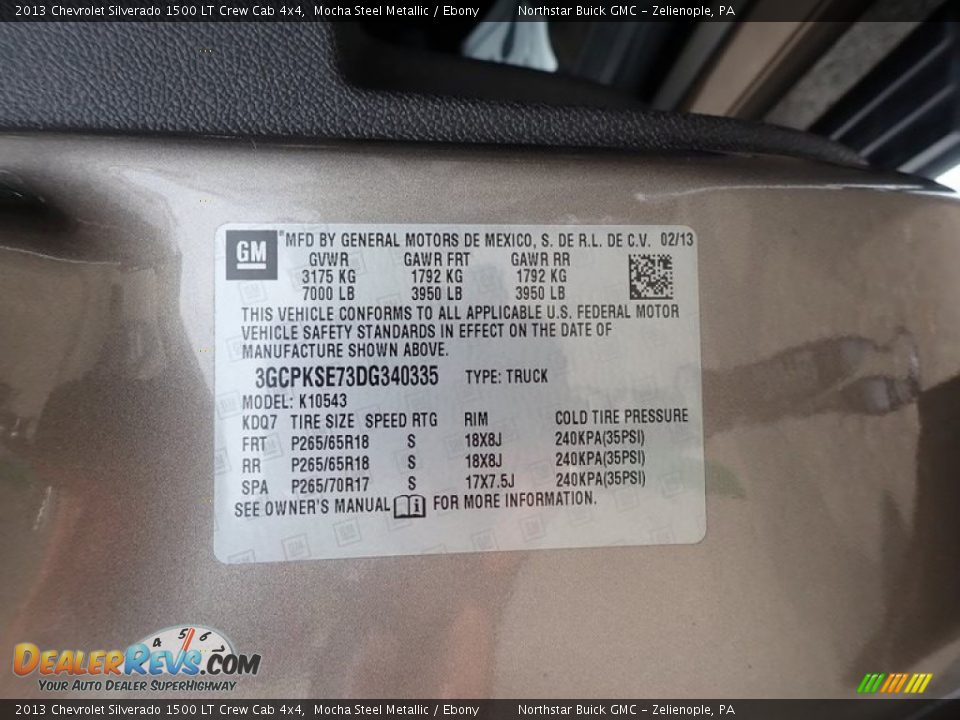 2013 Chevrolet Silverado 1500 LT Crew Cab 4x4, Mocha Steel Metallic / Ebony Northstar Buick GMC - Zelienople, PA
GM MFD BY GENERAL MOTORS DE MEXICO, S. DE R.L. DE C.V. 02/13
GVWR GAWR FRT GAWR RR
3175 KG 1792 KG 1792 KG
7000 LB 3950 LB 3950 LB
THIS VEHICLE CONFORMS TO ALL APPLICABLE U.S. FEDERAL MOTOR
VEHICLE SAFETY STANDARDS IN EFFECT ON THE DATE OF
MANUFACTURE SHOWN ABOVE.
3GCPKSE73DG340335 TYPE: TRUCK
MODEL: K10543
KDQ7 TIRE SIZE SPEED RTG RIM COLD TIRE PRESSURE
FRT P265/65R18 S 18X8J 240KPA(35PSI)
RR P265/65R18 S 18X8J 240KPA(35PSI)
SPA P265/70R17 S 17X7.5J 240KPA(35PSI)
SEE OWNER'S MANUAL FOR MORE INFORMATION.
4 5 6 7
DEALERREVS.COM
YOUR AUTO DEALER SUPERHIGHWAY
2013 Chevrolet Silverado 1500 LT Crew Cab 4x4, Mocha Steel Metallic / Ebony Northstar Buick GMC - Zelienople, PA